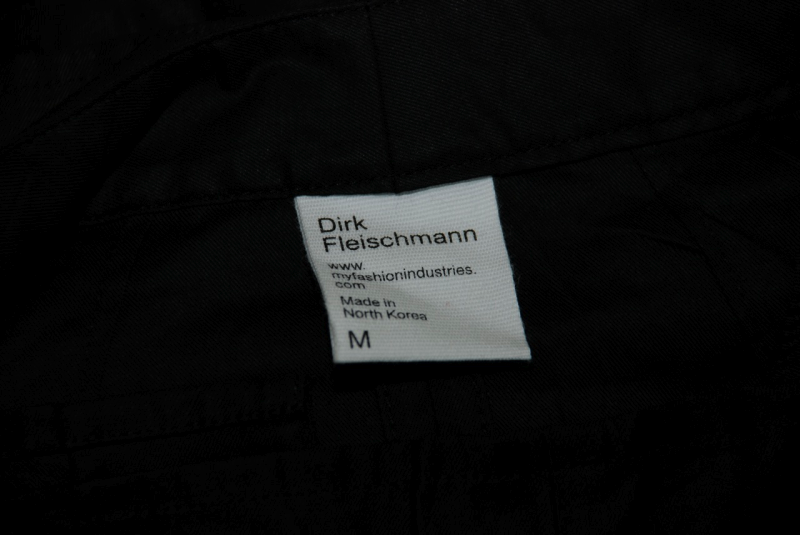 Dirk
Fleischmann
www.
myfashionindustries.
com
Made in
North Korea
M